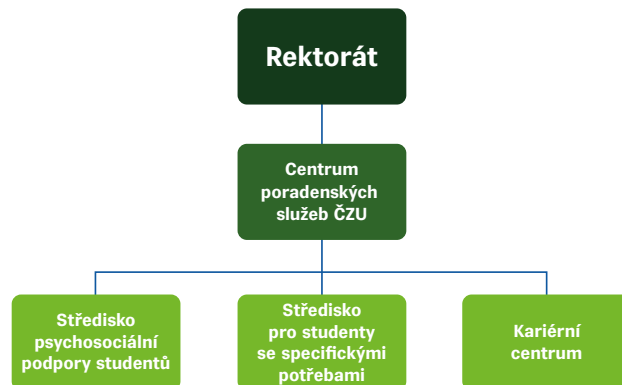 Rektorát
Centrum
poradenských
služeb ČZU
Středisko
psychosociální
podpory studentů
Středisko
pro studenty
se specifickými
potřebami
Kariérní
centrum